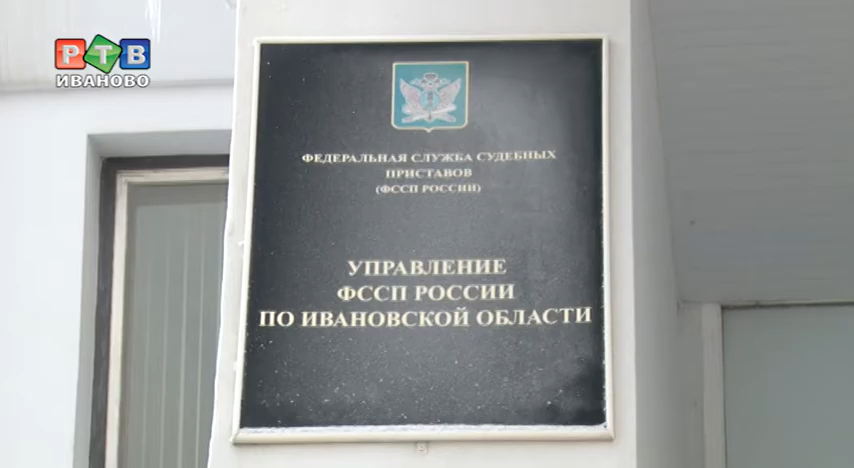 РТВ
ИВАНОВО
ФЕДЕРАЛЬНАЯ СЛУЖБА СУДЕБНЫХ
ПРИСТАВОВ
(ФССП РОССИИ)
УПРАВЛЕНИЕ
ФССП РОССИИ
ПО ИВАНОВСКОЙ ОБЛАСТИ